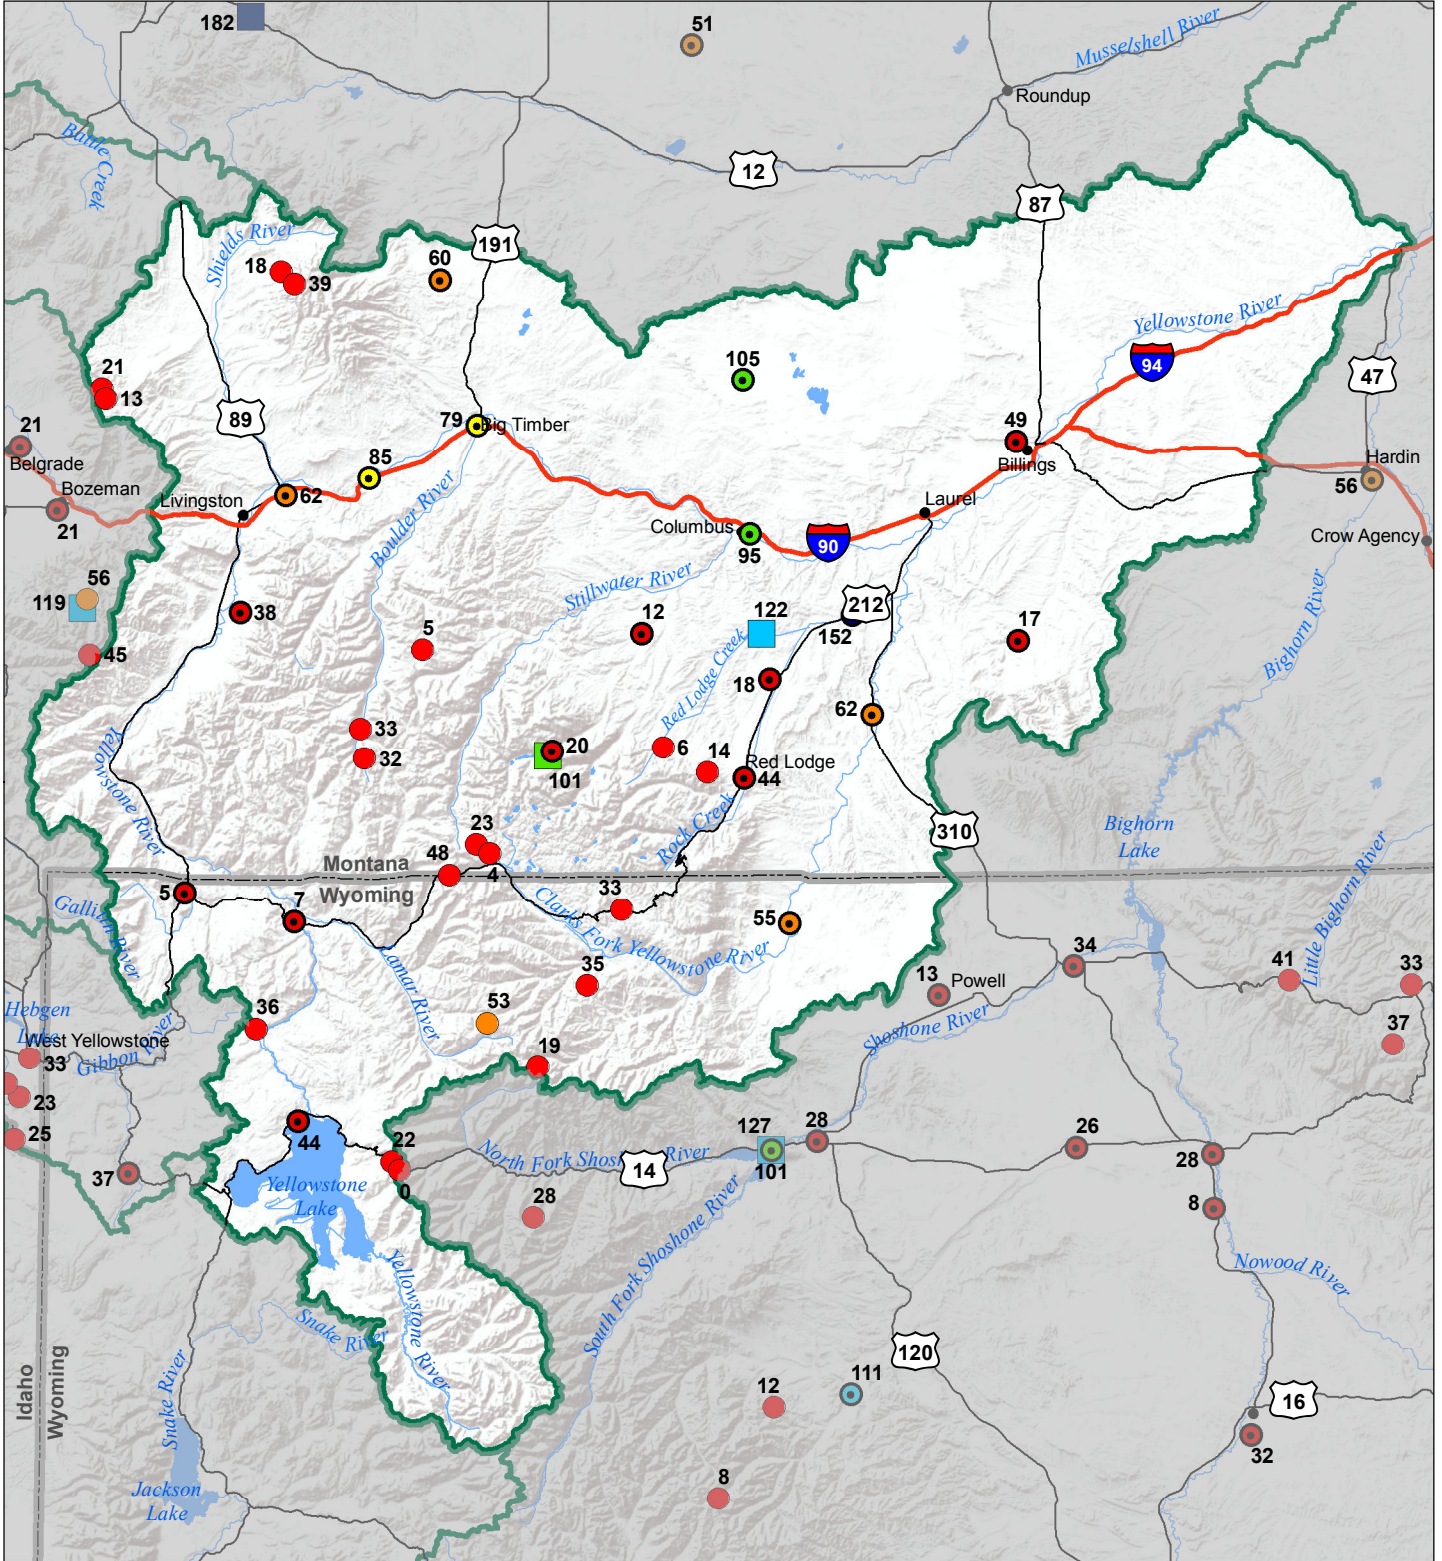 182
51
Musselshell River
Roundup
Battle Creek
12
87
Shields River
191
18
39
60
Yellowstone River
105
94
21
13
47
89
79
Big Timber
49
Billings
21
Belgrade
Hardin
85
56
Bozeman
Livingston
62
Laurel
21
Boulder River
Columbus
95
90
Crow Agency
Stillwater River
56
119
38
12
122
212
152
17
Bighorn River
5
45
Red Lodge Creek
18
62
33
32
20
101
6
14
Red Lodge
44
Yellowstone River
23
4
48
Rock Creek
310
Bighorn
Lake
Montana
Wyoming
5
7
33
Little Bighorn River
Gallium River
Clarks Fork Yellowstone River
55
34
Lamar River
35
13
Powell
41
33
Hebgen
Lake
36
53
Shoshone River
West Yellowstone
33
Gibbon River
37
19
23
25
44
22
0
127
101
28
26
28
North Fork Shoshone River
14
37
Yellowstone
Lake
28
8
South Fork Shoshone River
Yellowstone River
Nowood River
Snake River
120
Idaho
Wyoming
Snake River
12
111
16
32
8
Jackson
Lake